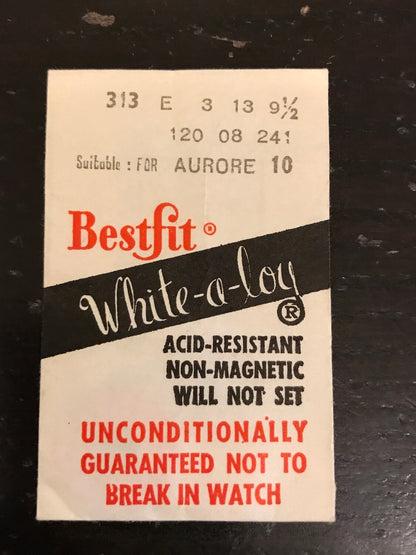 313 E 3 13 9½
120 08 241
Suitable : FOR AURORE 10
Bestfit ®
White-a-loy ®
ACID-RESISTANT
NON-MAGNETIC
WILL NOT SET
UNCONDITIONALLY
GUARANTEED NOT TO
BREAK IN WATCH